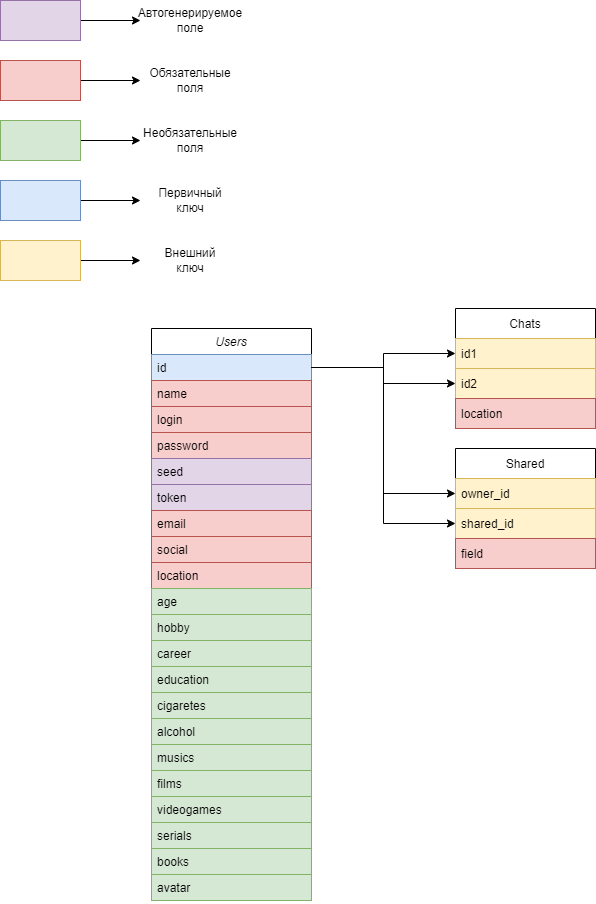 Автогенерируемое
поле
Обязательные
поля
Необязательные
поля
Первичный
ключ
Внешний
ключ
Users
id
name
login
password
seed
token
email
social
location
age
hobby
career
education
cigaretes
alcohol
musics
films
videogames
serials
books
avatar
Chats
id1
id2
location
Shared
owner_id
shared_id
field